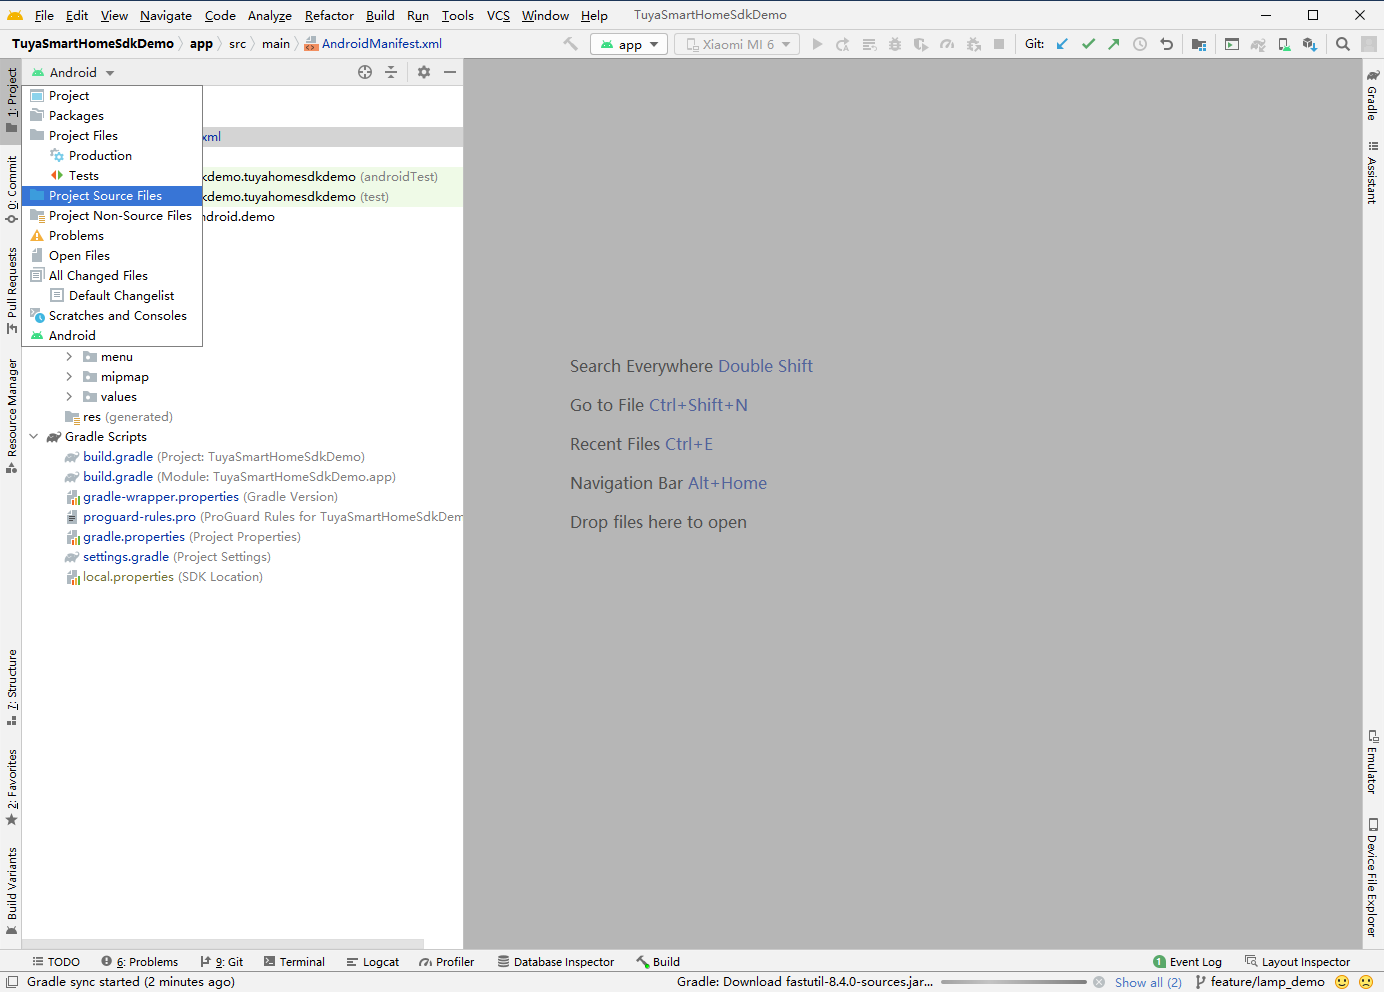 File Edit View Navigate Code Analyze Refactor Build Run Tools VCS Window Help TuyaSmartHomeSdkDemo
TuyaSmartHomeSdkDemo app src main AndroidManifest.xml app Xiaomi MI 6 Git:
Android
Project
Packages
Project Files
xml
Production
Tests
kdemo.tuyahomesdkdemo (androidTest)
Project Source Files
kdemo.tuyahomesdkdemo (test)
Project Non-Source Files
ndroid.demo
Problems
Open Files
All Changed Files
Default Changelist
Scratches and Consoles
Android
menu
mipmap
values
res (generated)
Gradle Scripts
build.gradle (Project: TuyaSmartHomeSdkDemo)
build.gradle (Module: TuyaSmartHomeSdkDemo.app)
gradle-wrapper.properties (Gradle Version)
proguard-rules.pro (ProGuard Rules for TuyaSmartHomeSdkDem
gradle.properties (Project Properties)
settings.gradle (Project Settings)
local.properties (SDK Location)
1: Project
0: Commit
Pull Requests
Resource Manager
7: Structure
2: Favorites
Build Variants
Search Everywhere Double Shift
Go to File Ctrl+Shift+N
Recent Files Ctrl+E
Navigation Bar Alt+Home
Drop files here to open
Gradle
Assistant
Emulator
Device File Explorer
TODO 6: Problems 9: Git Terminal Logcat Profiler Database Inspector Build 1 Event Log Layout Inspector
Gradle sync started (2 minutes ago) Gradle: Download fastutil-8.4.0-sources.jar... Show all (2) feature/lamp_demo